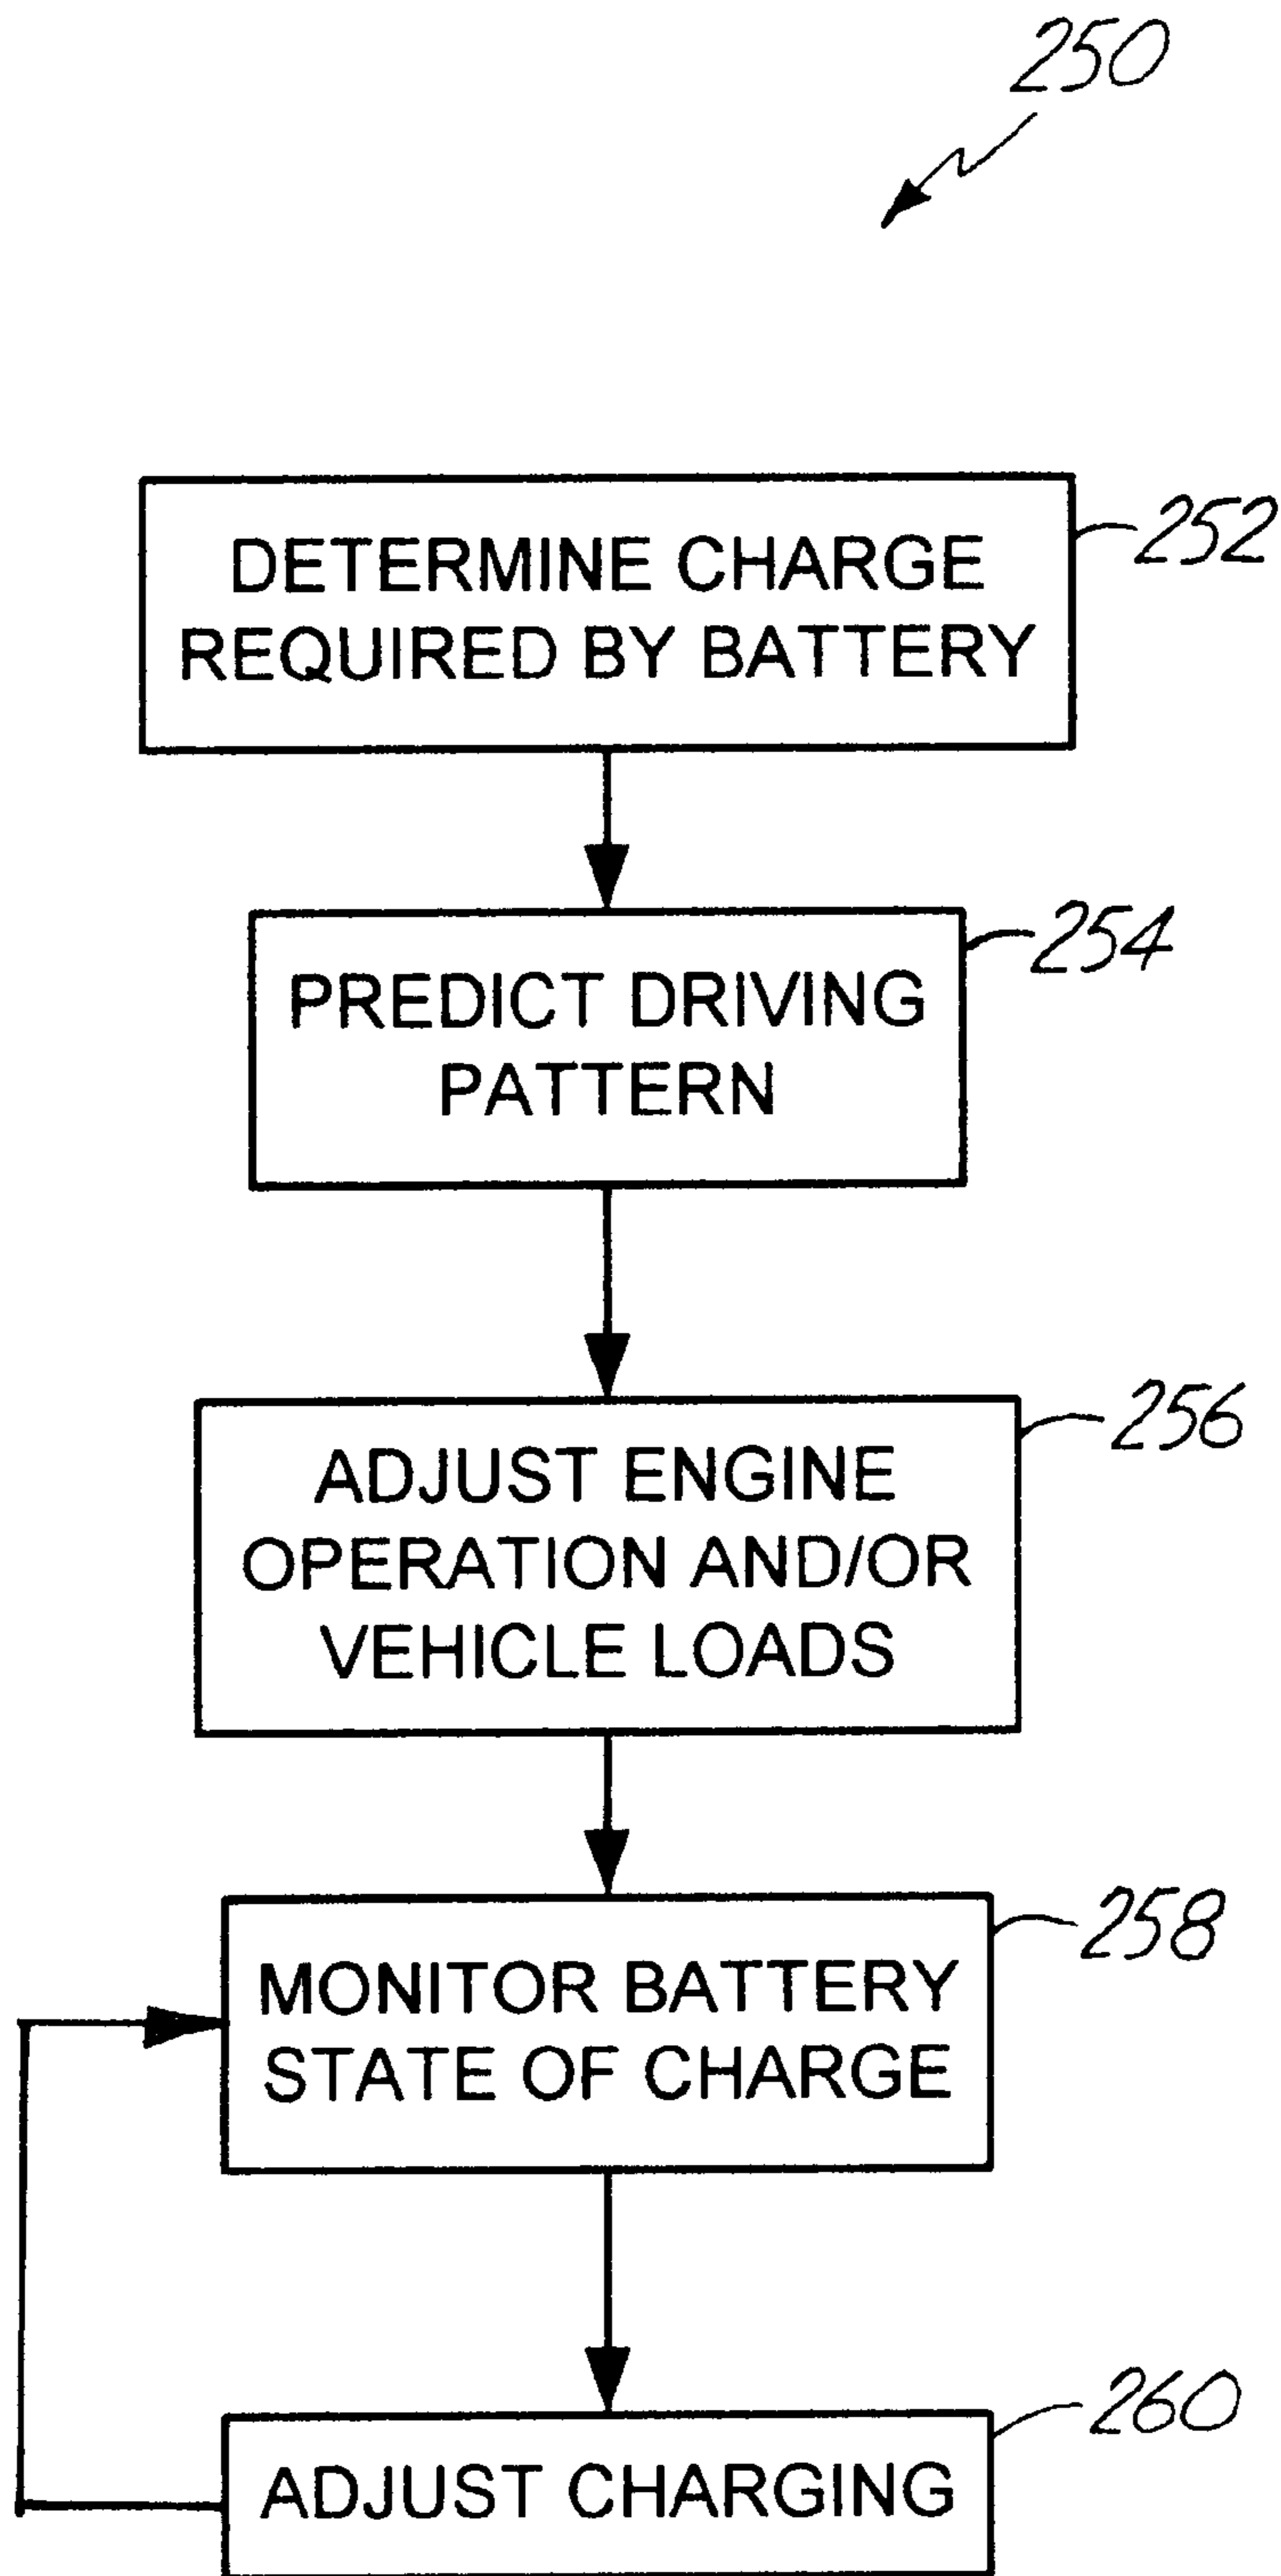 250
DETERMINE CHARGE
REQUIRED BY BATTERY
252
PREDICT DRIVING
PATTERN
254
ADJUST ENGINE
OPERATION AND/OR
VEHICLE LOADS
256
MONITOR BATTERY
STATE OF CHARGE
258
ADJUST CHARGING
260